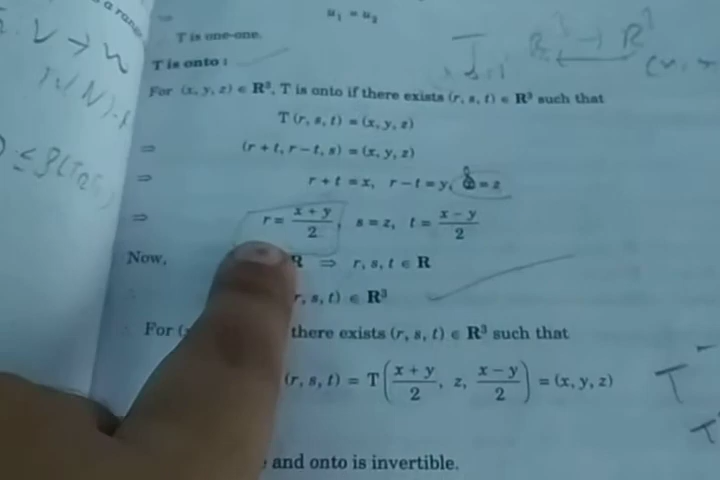 u₁ = u₂
T is one-one.
T is onto :
For (x, y, z) ∈ R³, T is onto if there exists (r, s, t) ∈ R³ such that
T (r, s, t) = (x, y, z)
⇒ (r + t, r − t, s) = (x, y, z)
⇒ r + t = x, r − t = y, = z
⇒ r = (x + y)/2, s = z, t = (x − y)/2
Now, R ⇒ r, s, t ∈ R
r, s, t) ∈ R³
For there exists (r, s, t) ∈ R³ such that
(r, s, t) = T((x + y)/2, z, (x − y)/2) = (x, y, z)
and onto is invertible.